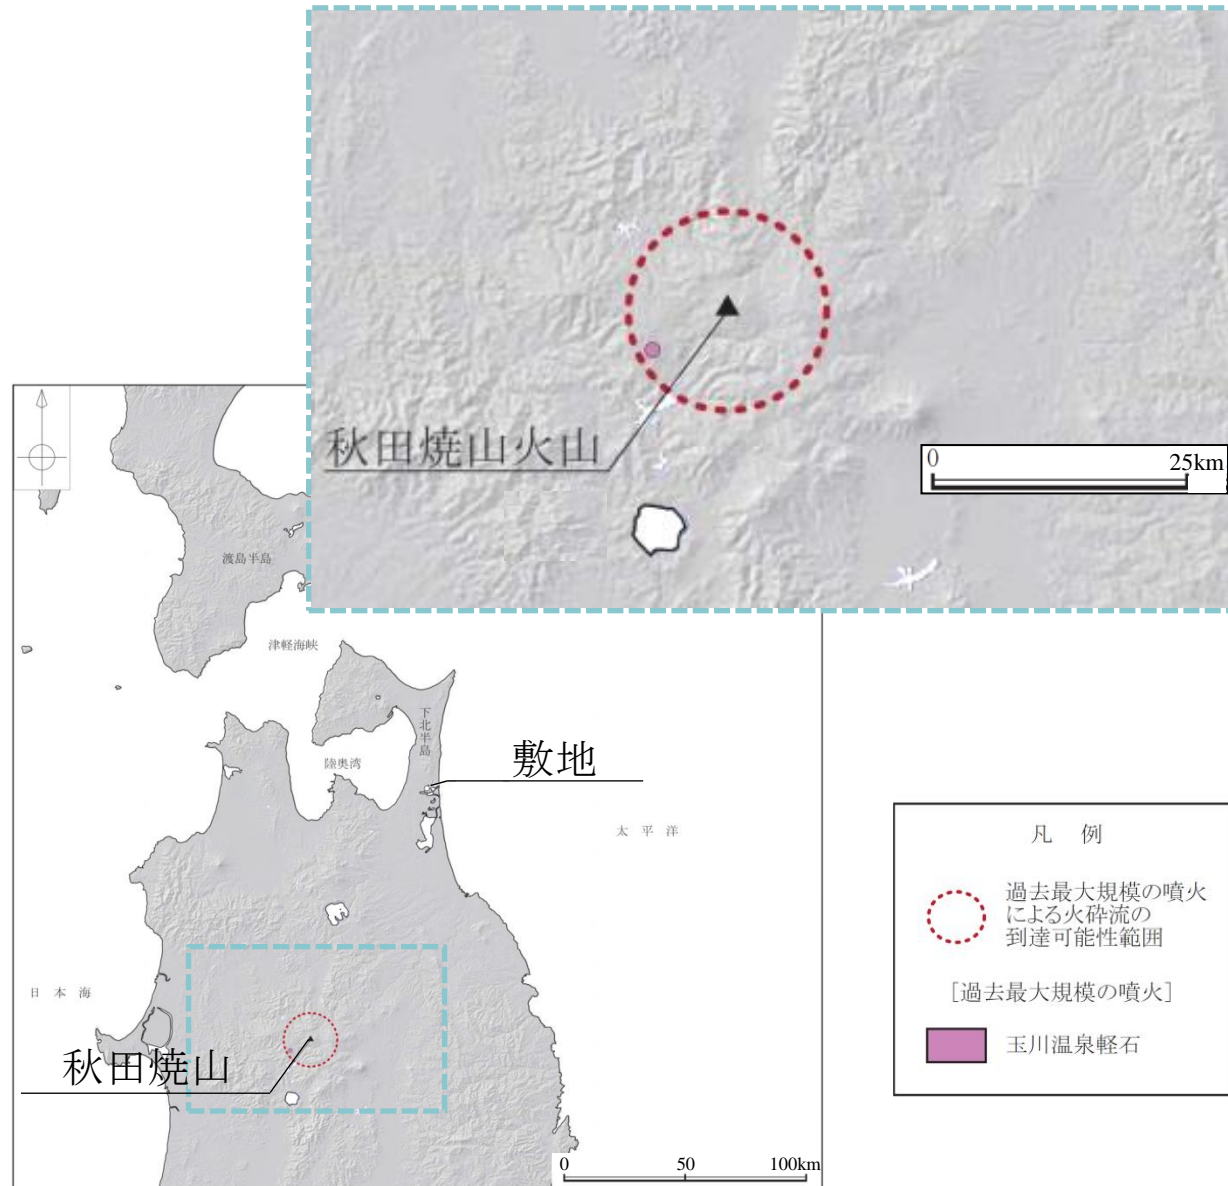 秋田焼山火山
0
25km
渡島半島
津軽海峡
下北半島
陸奥湾
敷地
太平洋
日本海
秋田焼山
0
50
100km
凡例
過去最大規模の噴火
による火砕流の
到達可能性範囲
[過去最大規模の噴火]
玉川温泉軽石